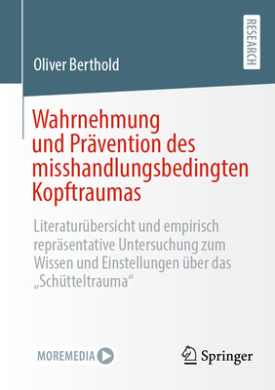 RESEARCH
Oliver Berthold
Wahrnehmung
und Prävention des
misshandlungsbedingten
Kopftraumas
Literaturübersicht und empirisch
repräsentative Untersuchung zum
Wissen und Einstellungen über das
„Schütteltrauma“
MOREMEDIA
Springer